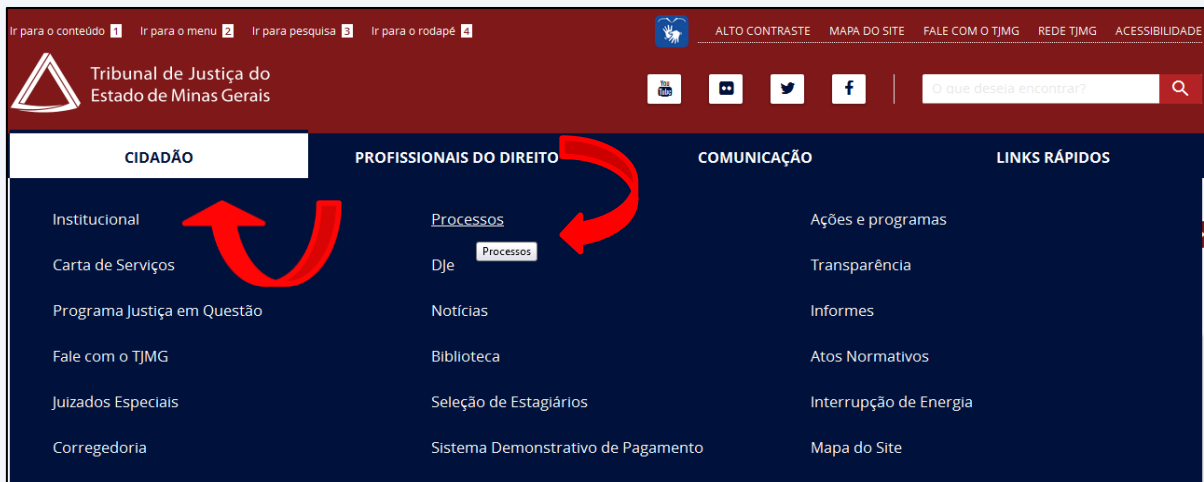 Ir para o conteúdo 1 Ir para o menu 2 Ir para pesquisa 3 Ir para o rodapé 4 ALTO CONTRASTE MAPA DO SITE FALE COM O TJMG REDE TJMG ACESSIBILIDADE
Tribunal de Justiça do
Estado de Minas Gerais
You Tube O que deseja encontrar?
CIDADÃO PROFISSIONAIS DO DIREITO COMUNICAÇÃO LINKS RÁPIDOS
Institucional Processos Ações e programas
Processos
Carta de Serviços DJe Transparência
Programa Justiça em Questão Notícias Informes
Fale com o TJMG Biblioteca Atos Normativos
Juizados Especiais Seleção de Estagiários Interrupção de Energia
Corregedoria Sistema Demonstrativo de Pagamento Mapa do Site